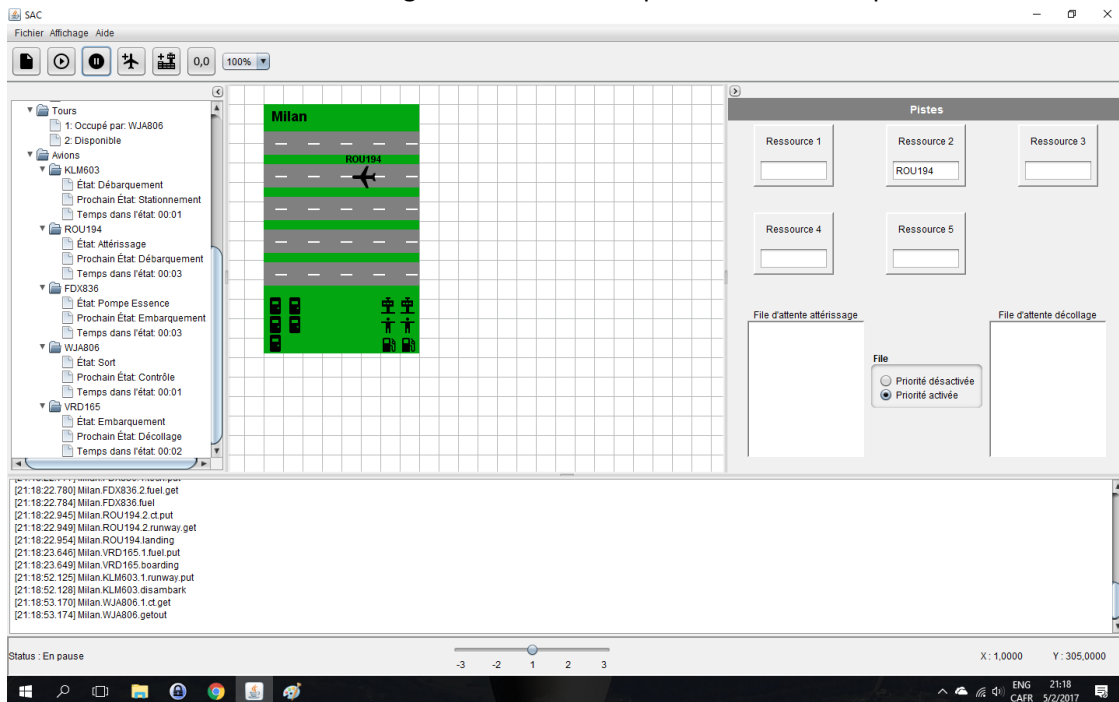 SAC
Fichier Affichage Aide
0,0 100%
Tours
1: Occupé par: WJA806
2: Disponible
Avions
KLM603
État: Débarquement
Prochain État: Stationnement
Temps dans l'état: 00:01
ROU194
État: Attérissage
Prochain État: Débarquement
Temps dans l'état: 00:03
FDX836
État: Pompe Essence
Prochain État: Embarquement
Temps dans l'état: 00:03
WJA806
État: Sort
Prochain État: Contrôle
Temps dans l'état: 00:01
VRD165
État: Embarquement
Prochain État: Décollage
Temps dans l'état: 00:02
Milan
ROU194
Pistes
Ressource 1 Ressource 2 Ressource 3
ROU194
Ressource 4 Ressource 5
File d'attente attérissage File d'attente décollage
File
Priorité désactivée
Priorité activée
[21:18:22.780] Milan.FDX836.2.fuel.get
[21:18:22.784] Milan.FDX836.fuel
[21:18:22.945] Milan.ROU194.2.ct.put
[21:18:22.949] Milan.ROU194.2.runway.get
[21:18:22.954] Milan.ROU194.landing
[21:18:23.646] Milan.VRD165.1.fuel.put
[21:18:23.649] Milan.VRD165.boarding
[21:18:52.125] Milan.KLM603.1.runway.put
[21:18:52.128] Milan.KLM603.disambark
[21:18:53.170] Milan.WJA806.1.ct.get
[21:18:53.174] Milan.WJA806.getout
Status : En pause
-3 -2 1 2 3
X : 1,0000 Y : 305,0000
ENG 21:18
CAFR 5/2/2017